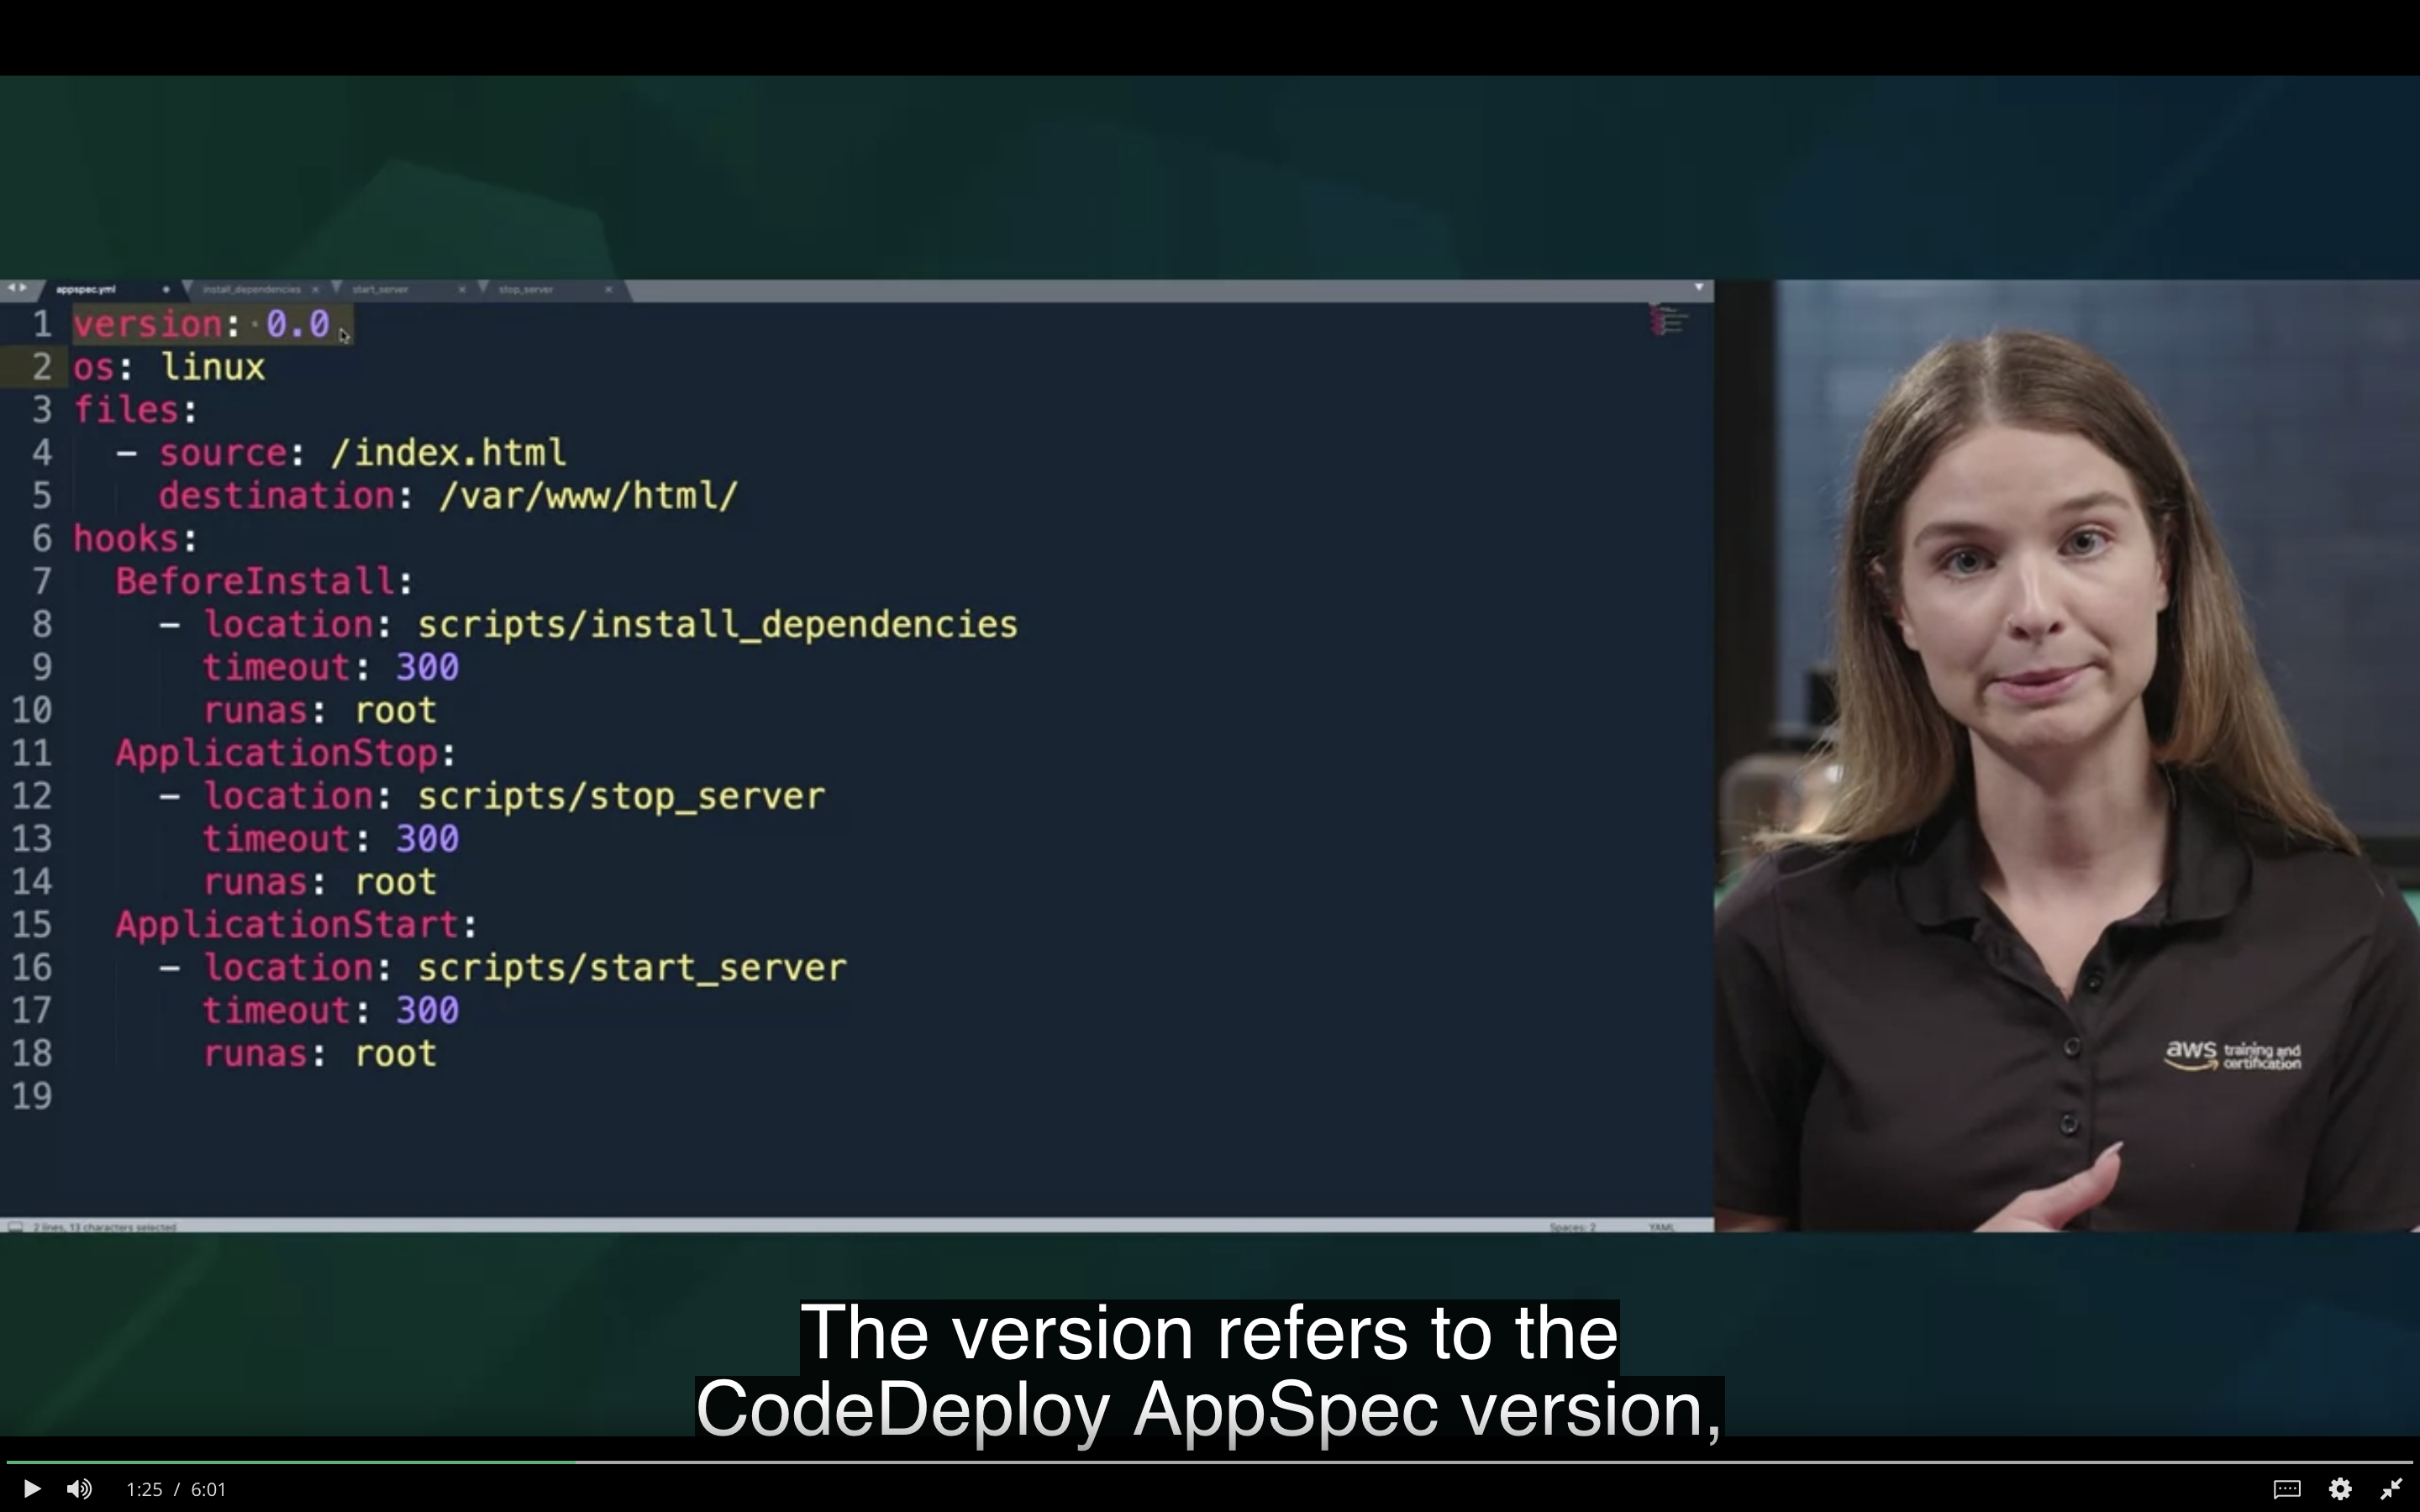 appspec.yml
install_dependencies
start_server
stop_server
1 version: 0.0
2 os: linux
3 files:
4 - source: /index.html
5 destination: /var/www/html/
6 hooks:
7 BeforeInstall:
8 - location: scripts/install_dependencies
9 timeout: 300
10 runas: root
11 ApplicationStop:
12 - location: scripts/stop_server
13 timeout: 300
14 runas: root
15 ApplicationStart:
16 - location: scripts/start_server
17 timeout: 300
18 runas: root
19
2 lines, 13 characters selected
Spaces: 2
YAML
aws training and
certification
The version refers to the
CodeDeploy AppSpec version,
1:25 / 6:01